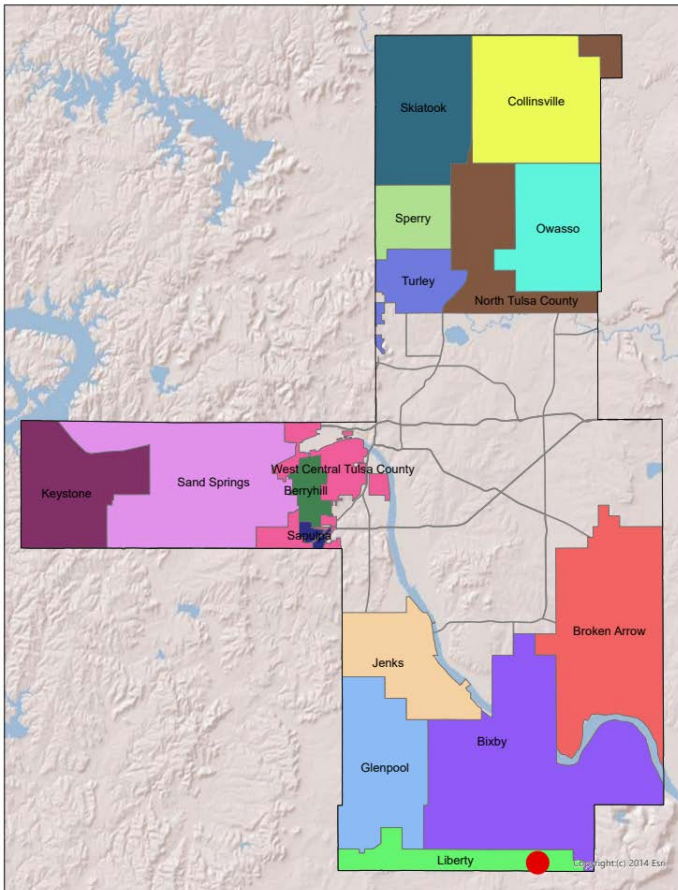 Skiatook
Collinsville
Sperry
Owasso
Turley
North Tulsa County
West Central Tulsa County
Keystone
Sand Springs
Berryhill
Sapulpa
Broken Arrow
Jenks
Bixby
Glenpool
Liberty
Copyright:(c) 2014 Esri